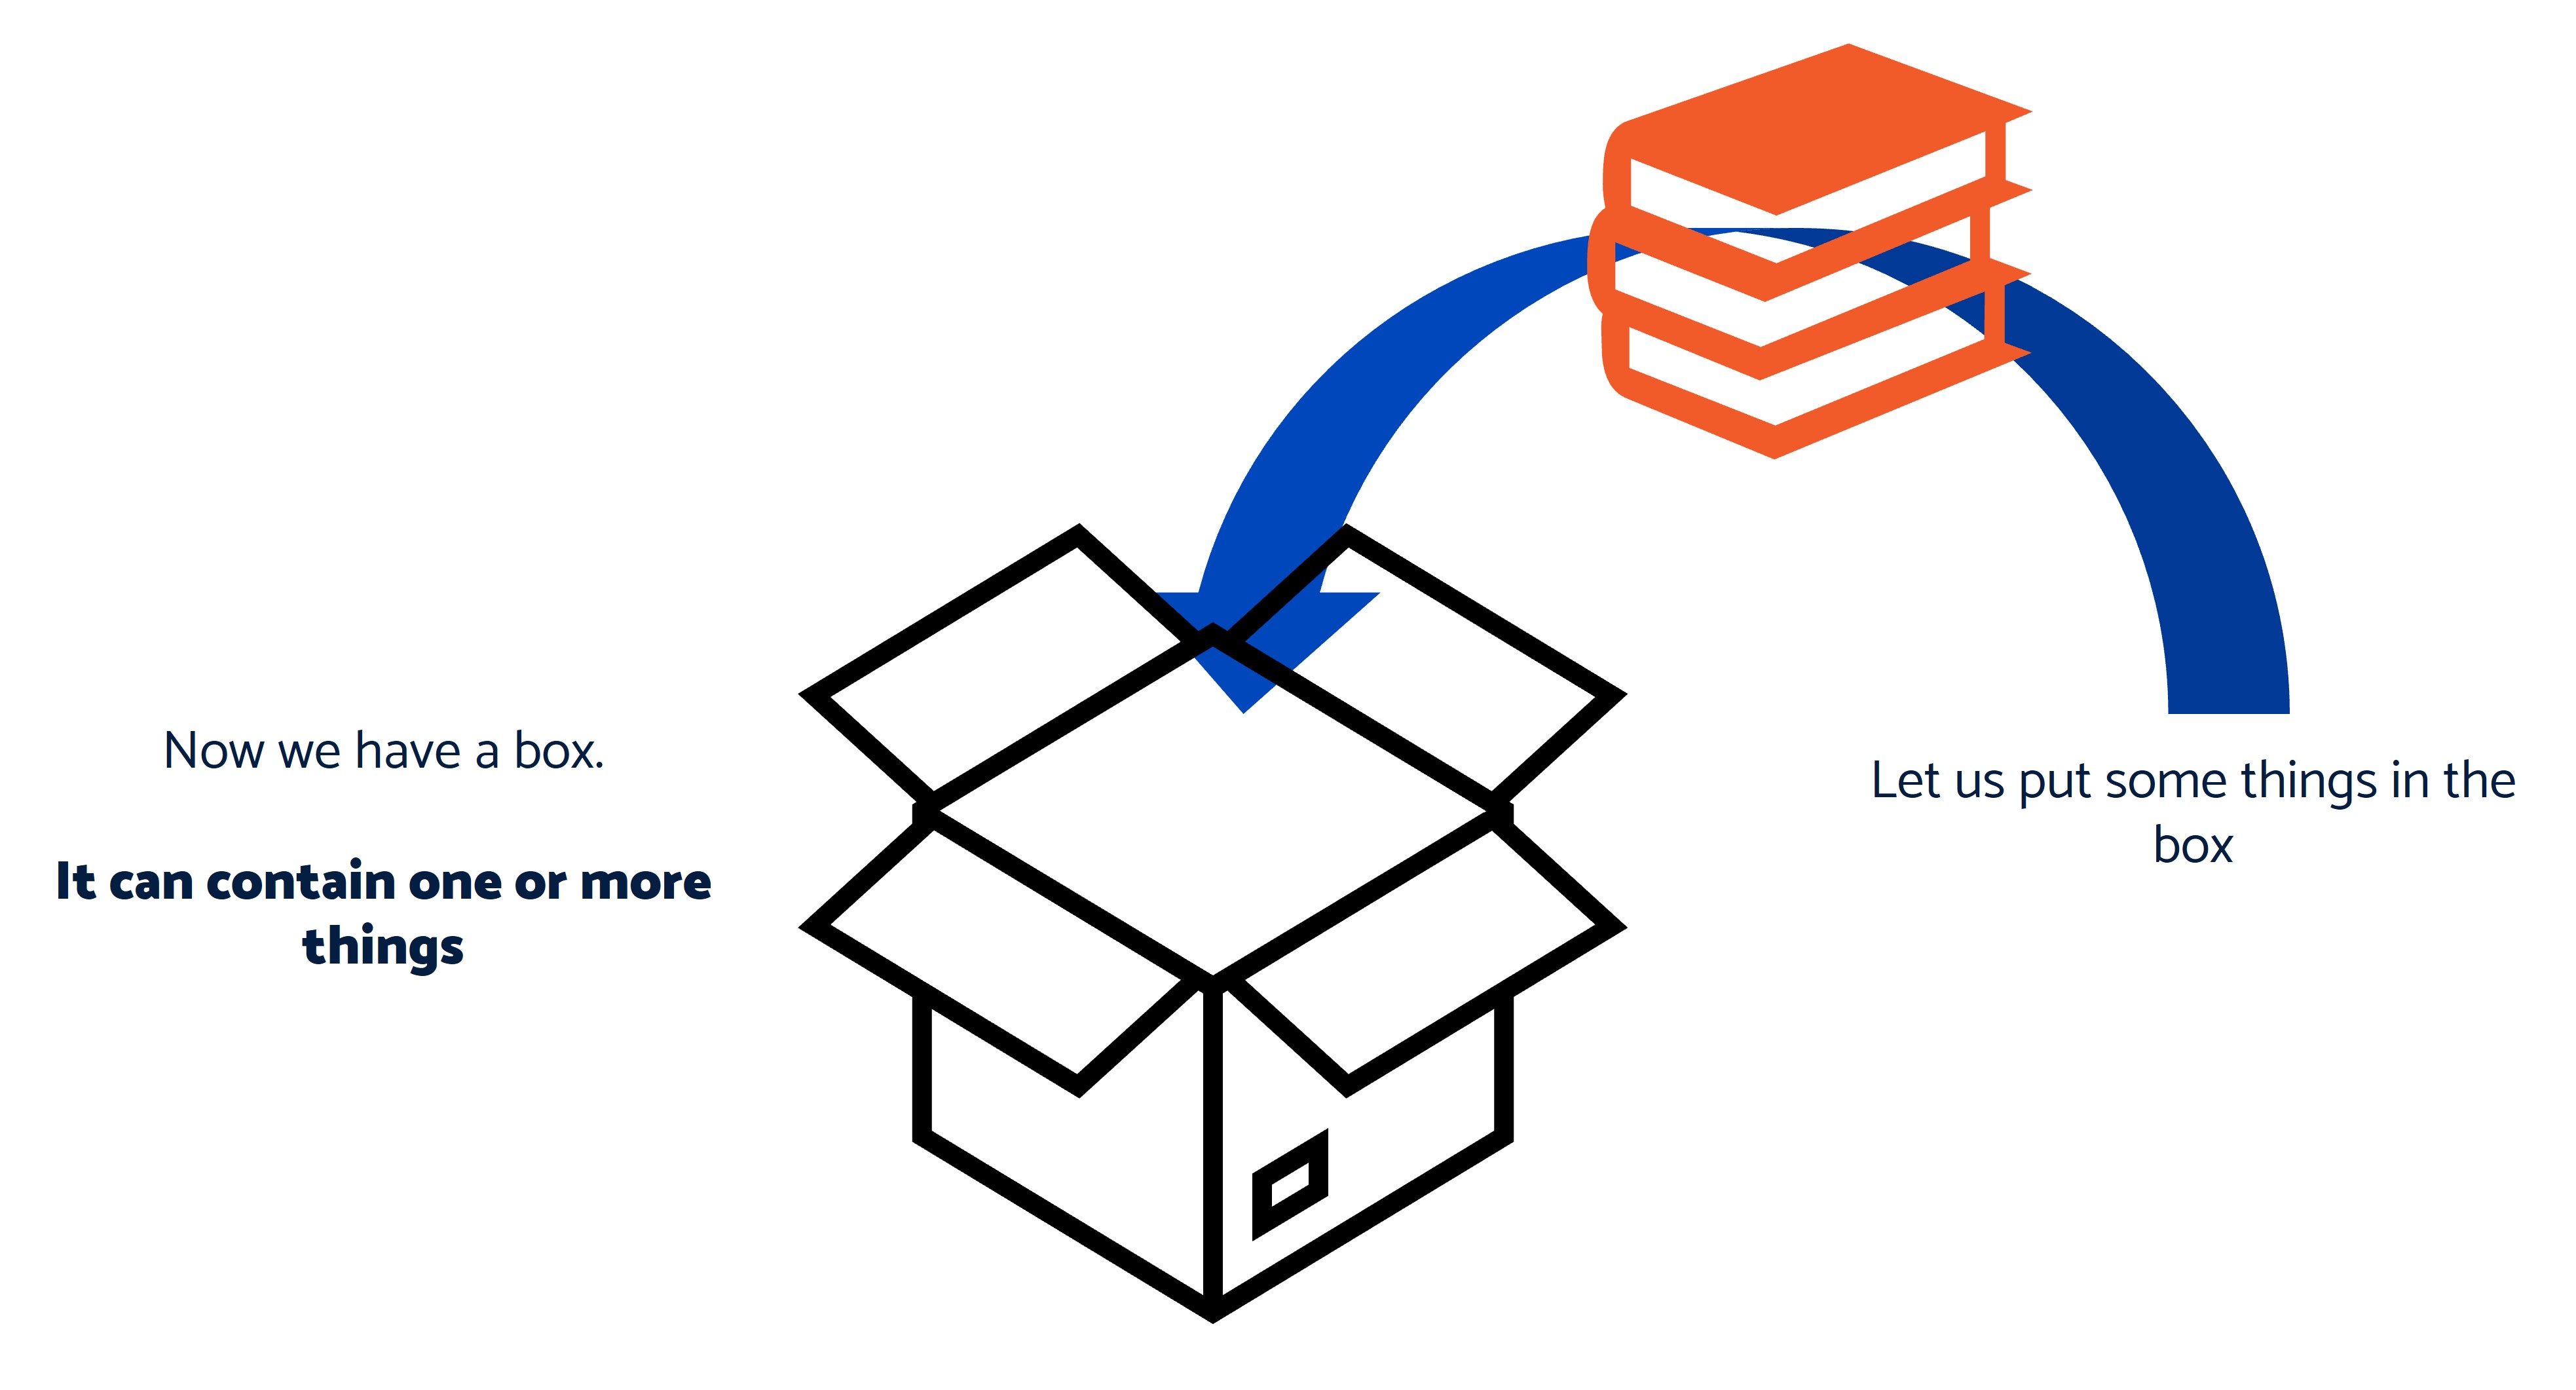 Now we have a box.
It can contain one or more
things
Let us put some things in the
box